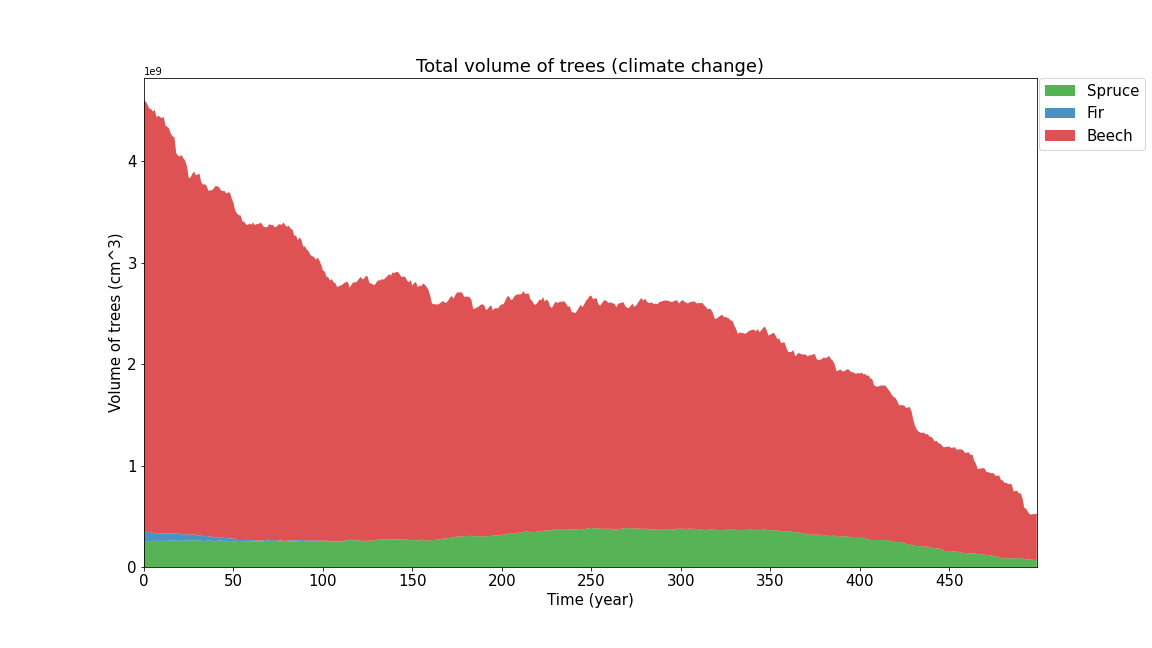 Total volume of trees (climate change)
1e9
Spruce
Fir
Beech
4
3
2
1
0
Volume of trees (cm^3)
0 50 100 150 200 250 300 350 400 450
Time (year)